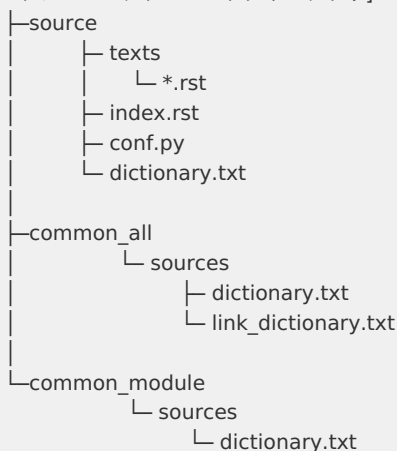 ├─source
│ ├─ texts
│ │ └─ *.rst
│ ├─ index.rst
│ ├─ conf.py
│ └─ dictionary.txt
│
├─common_all
│ └─ sources
│ ├─ dictionary.txt
│ └─ link_dictionary.txt
│
└─common_module
└─ sources
└─ dictionary.txt